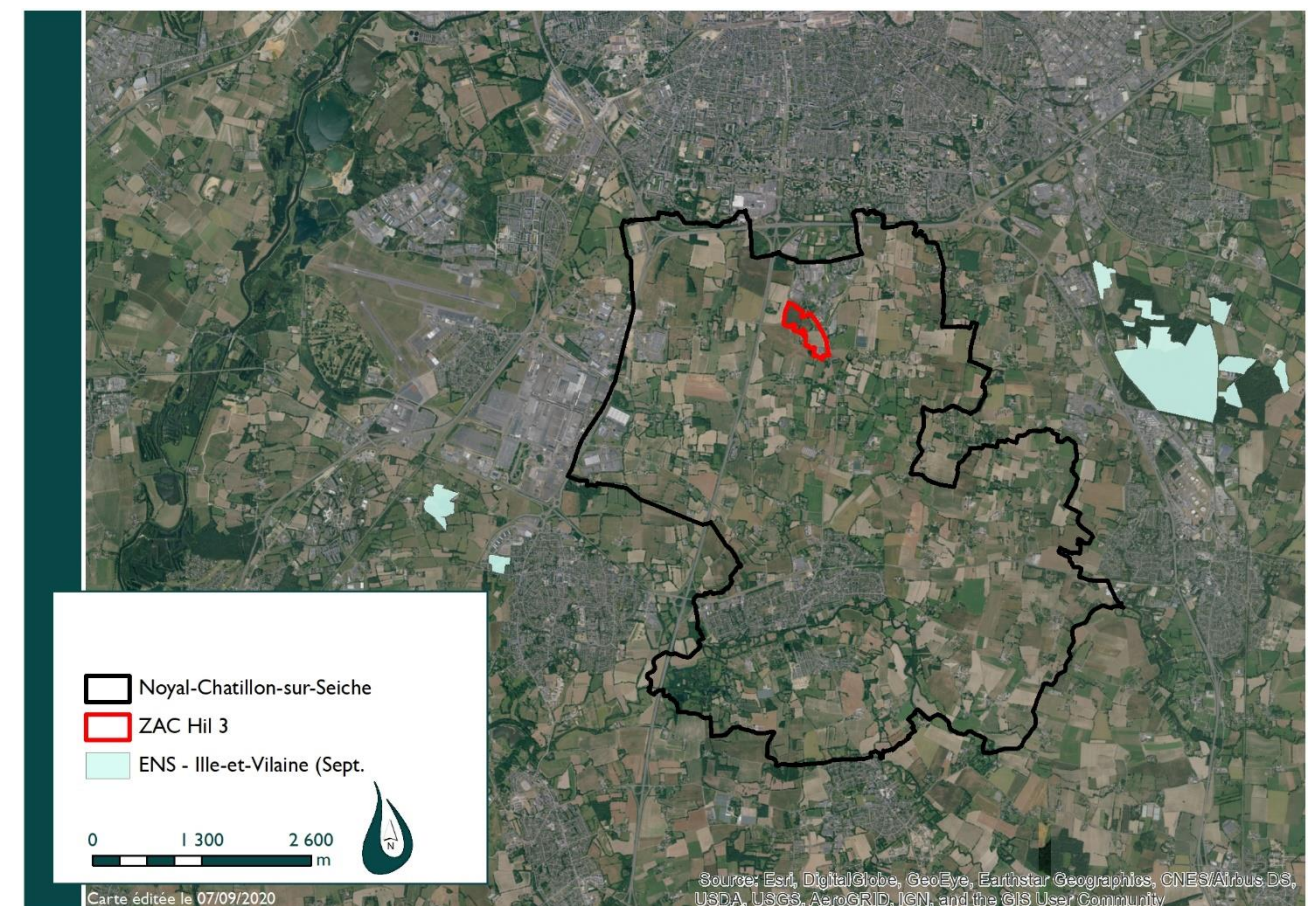 Noyal-Chatillon-sur-Seiche
ZAC Hil 3
ENS - Ille-et-Vilaine (Sept.
0 1 300 2 600
m
N
Carte éditée le 07/09/2020
Source: Esri, DigitalGlobe, GeoEye, Earthstar Geographics, CNES/Airbus DS,
USDA, USGS, AeroGRID, IGN, and the GIS User Community